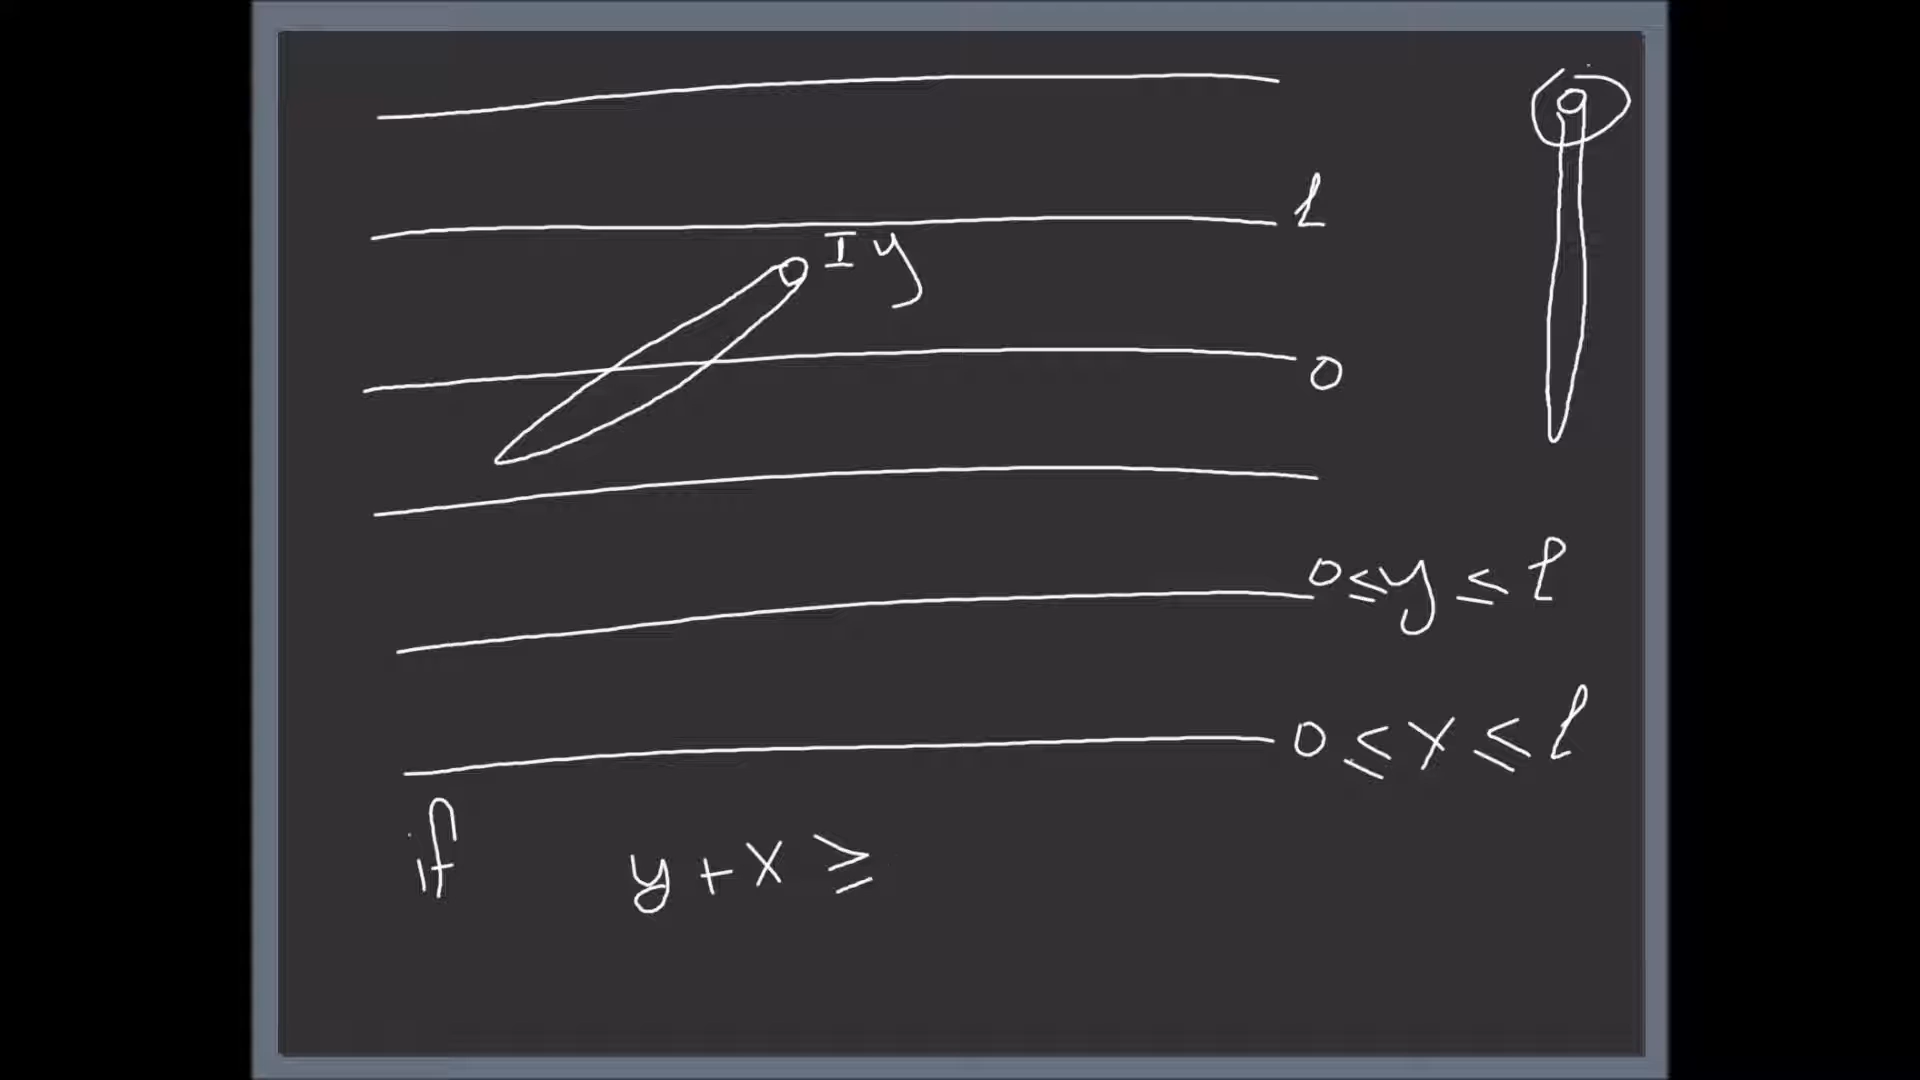 l
I y
0
0 ≤ y ≤ l
0 ≤ x ≤ l
if y + x ≥